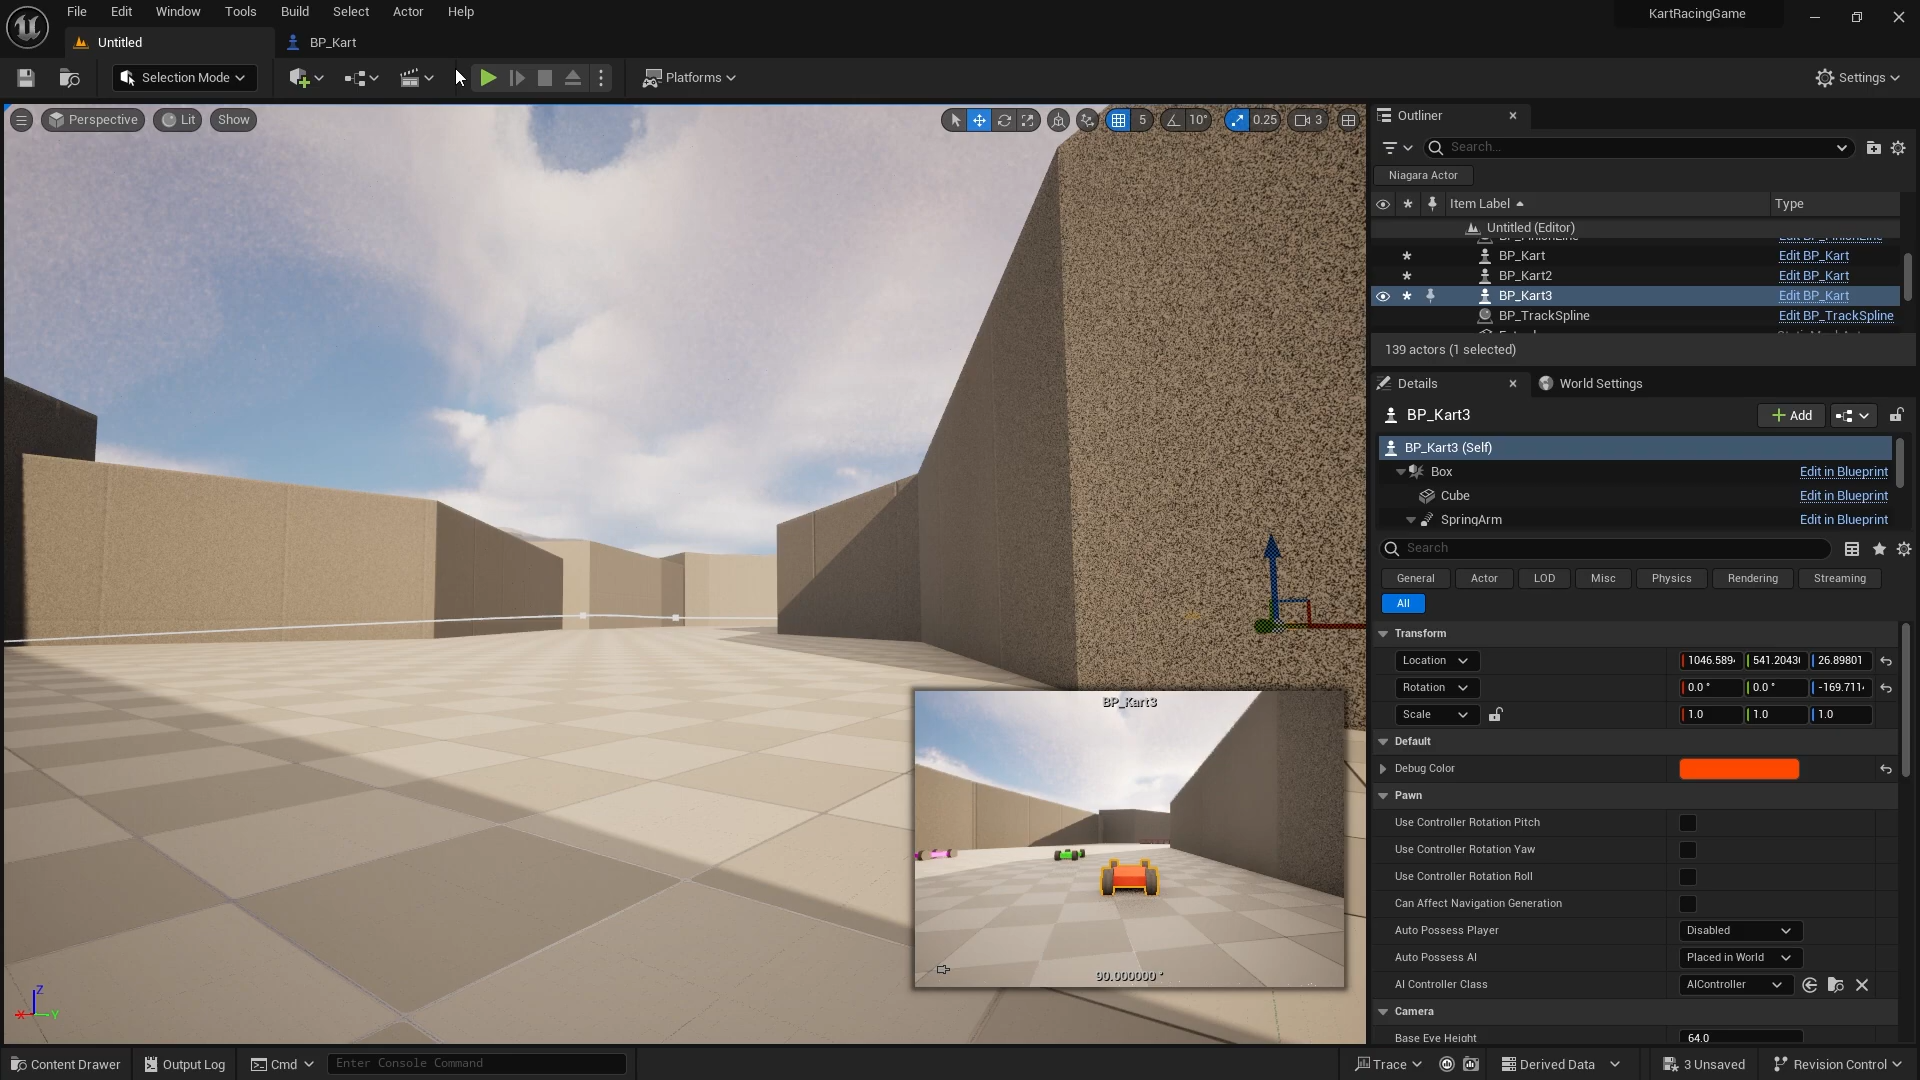 File Edit Window Tools Build Select Actor Help
KartRacingGame
Untitled
BP_Kart
Selection Mode
Platforms
Settings
Perspective
Lit
Show
5
10°
0.25
3
Outliner
Search...
Niagara Actor
Item Label
Type
Untitled (Editor)
BP_Kart Edit BP_Kart
BP_Kart2 Edit BP_Kart
BP_Kart3 Edit BP_Kart
BP_TrackSpline Edit BP_TrackSpline
139 actors (1 selected)
Details
World Settings
BP_Kart3
Add
BP_Kart3 (Self)
Box Edit in Blueprint
Cube Edit in Blueprint
SpringArm Edit in Blueprint
Search
General Actor LOD Misc Physics Rendering Streaming
All
Transform
Location 1046.589 541.2043 26.89801
Rotation 0.0 ° 0.0 ° -169.711
Scale 1.0 1.0 1.0
Default
Debug Color
Pawn
Use Controller Rotation Pitch
Use Controller Rotation Yaw
Use Controller Rotation Roll
Can Affect Navigation Generation
Auto Possess Player Disabled
Auto Possess AI Placed in World
AI Controller Class AIController
Camera
Base Eye Height 64.0
BP_Kart3
90.000000 °
Z
X
Y
Content Drawer
Output Log
Cmd
Enter Console Command
Trace
Derived Data
3 Unsaved
Revision Control